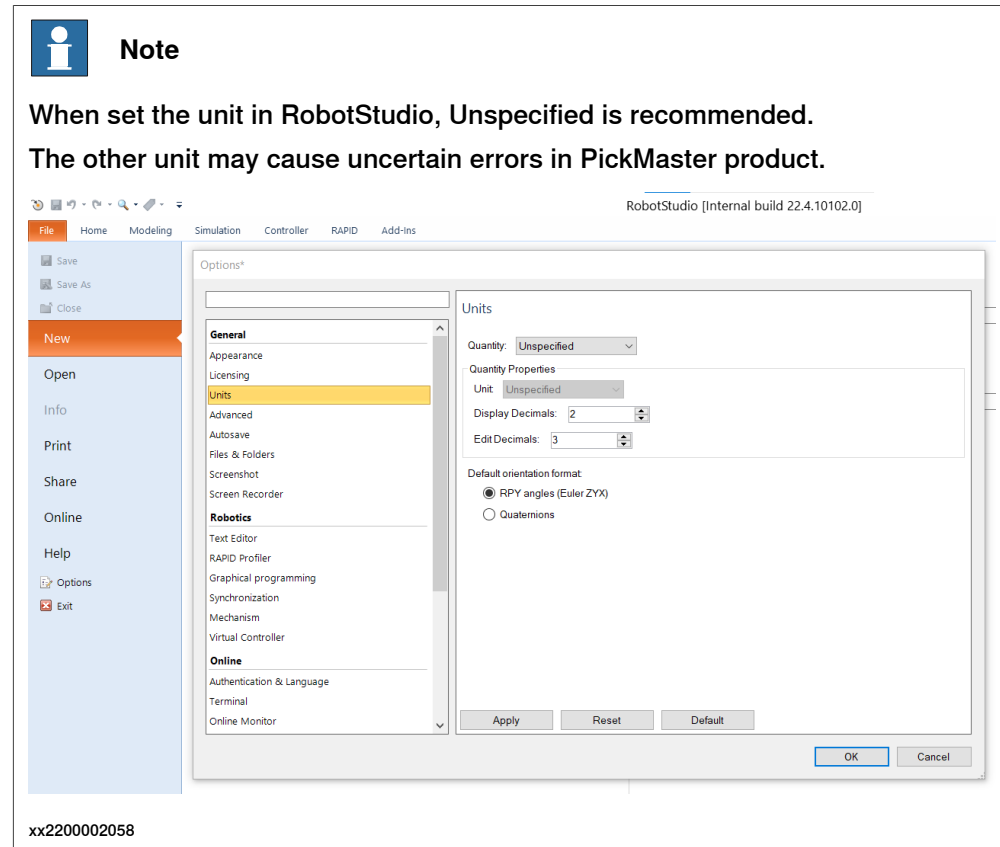 Note
When set the unit in RobotStudio, Unspecified is recommended.
The other unit may cause uncertain errors in PickMaster product.
RobotStudio [Internal build 22.4.10102.0]
File Home Modeling Simulation Controller RAPID Add-Ins
Save
Save As
Close
New
Open
Info
Print
Share
Online
Help
Options
Exit
Options*
General
Appearance
Licensing
Units
Advanced
Autosave
Files & Folders
Screenshot
Screen Recorder
Robotics
Text Editor
RAPID Profiler
Graphical programming
Synchronization
Mechanism
Virtual Controller
Online
Authentication & Language
Terminal
Online Monitor
Units
Quantity: Unspecified
Quantity Properties
Unit: Unspecified
Display Decimals: 2
Edit Decimals: 3
Default orientation format:
RPY angles (Euler ZYX)
Quaternions
Apply Reset Default
OK Cancel
xx2200002058